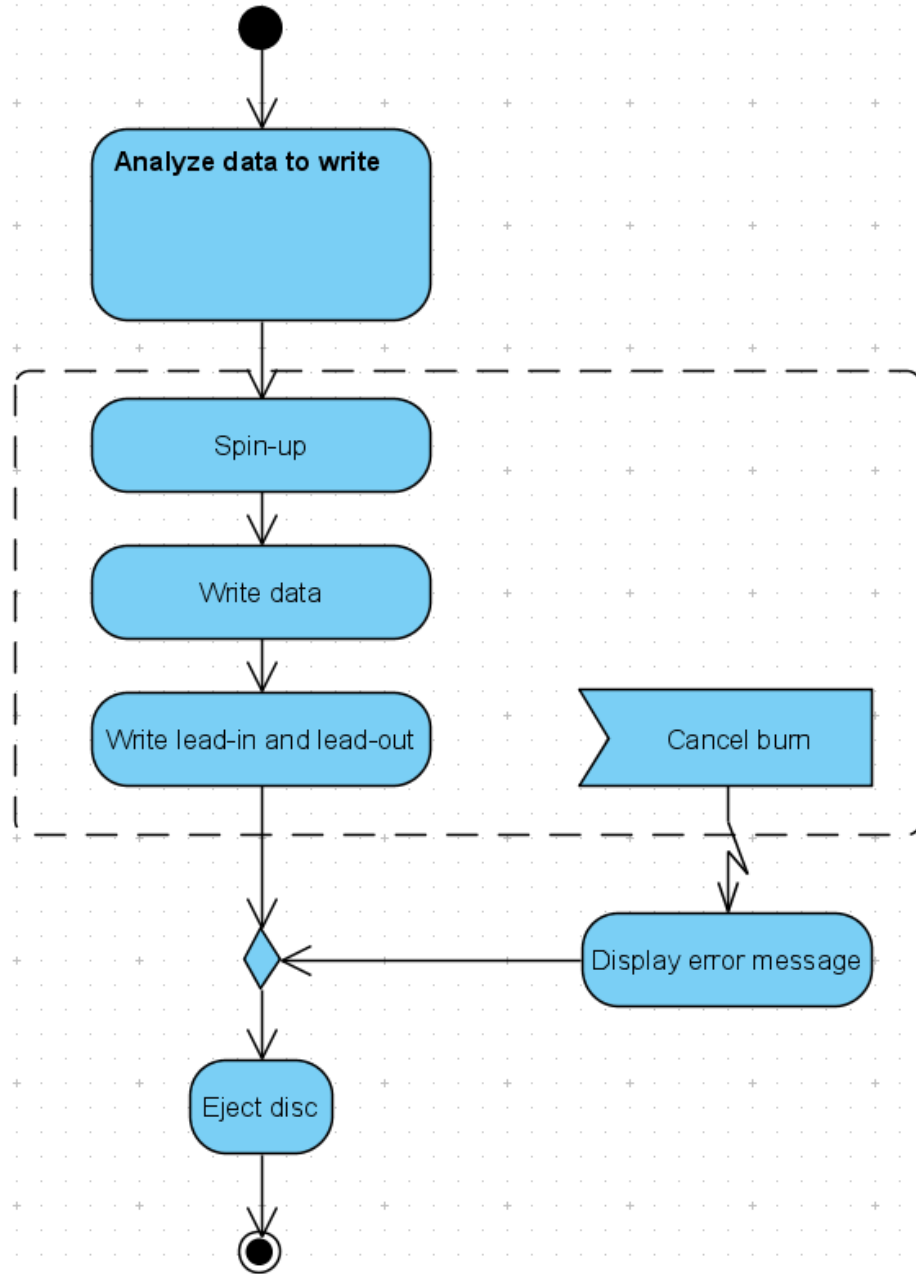 Analyze data to write
Spin-up
Write data
Write lead-in and lead-out
Cancel burn
Display error message
Eject disc